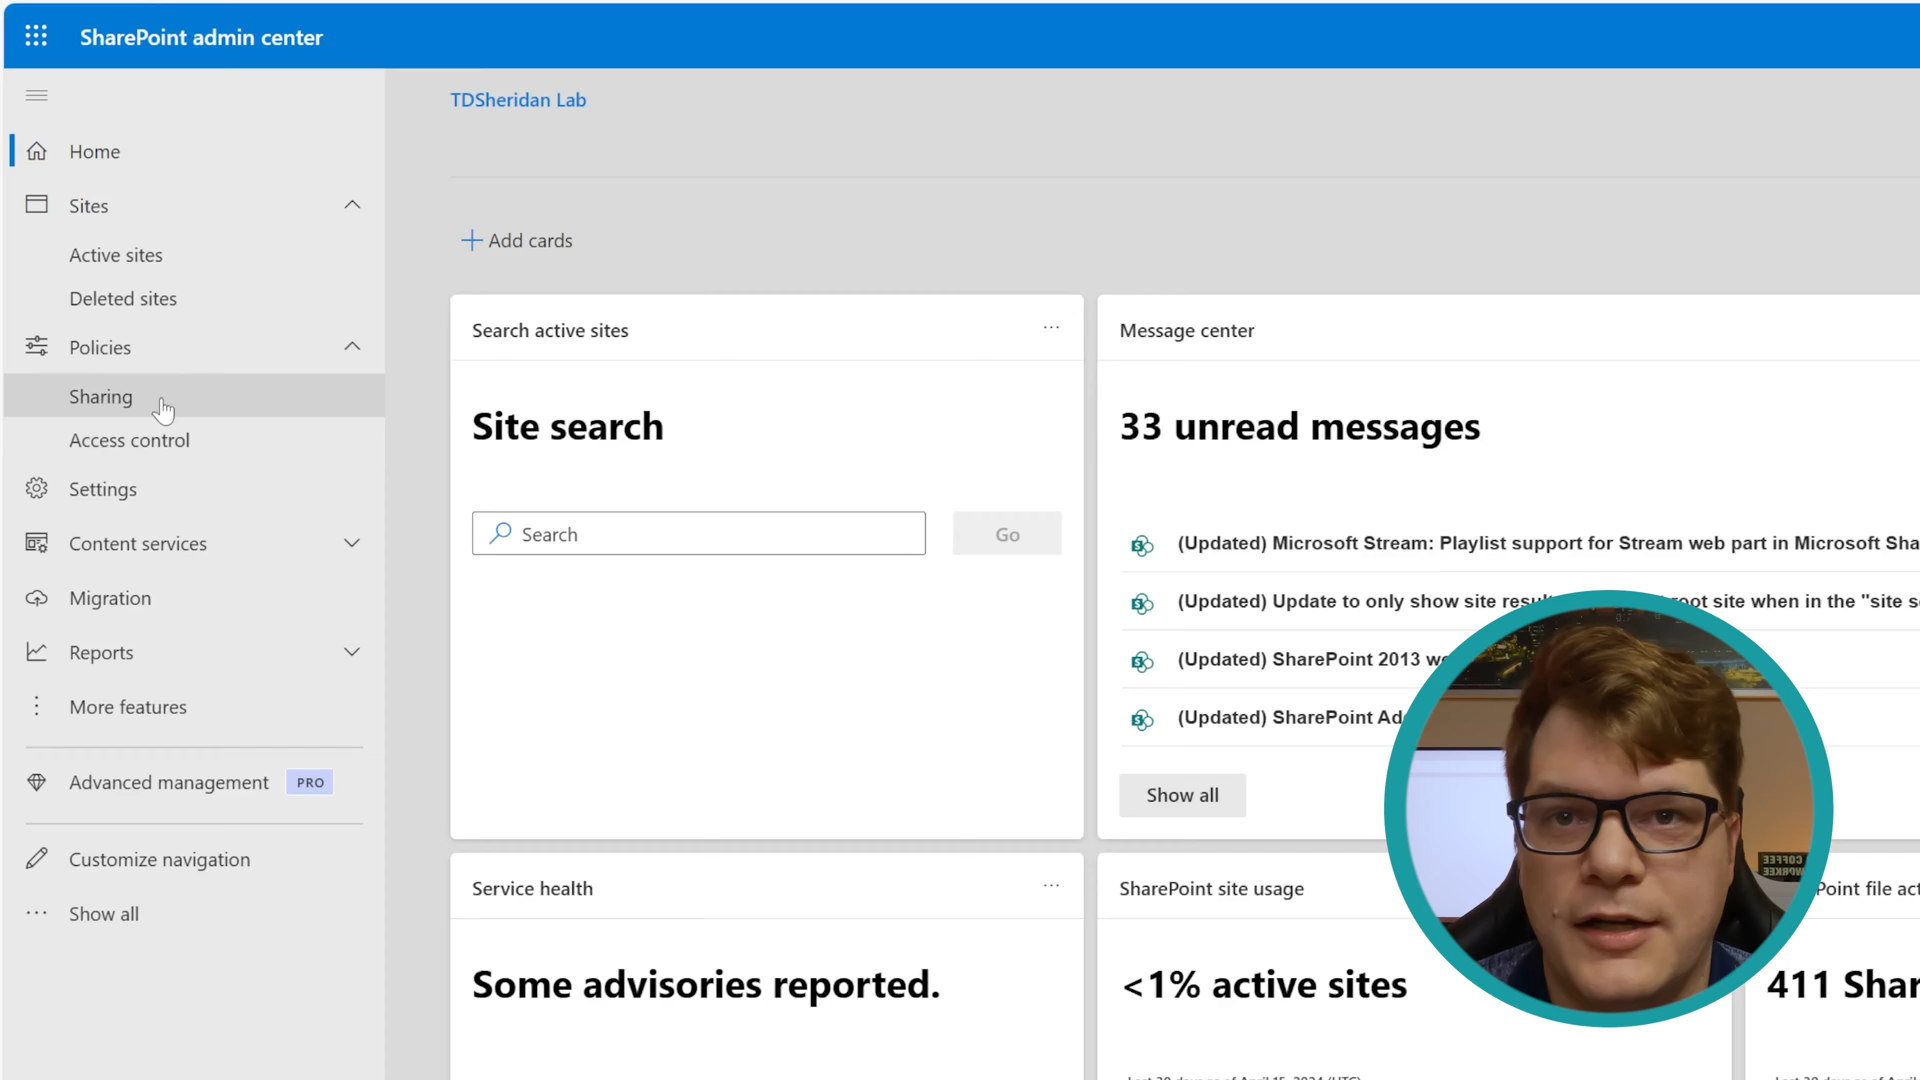 SharePoint admin center
TDSheridan Lab
Home
Sites
Active sites
Deleted sites
Policies
Sharing
Access control
Settings
Content services
Migration
Reports
More features
Advanced management PRO
Customize navigation
Show all
Add cards
Search active sites
Site search
Search Go
Message center
33 unread messages
(Updated) Microsoft Stream: Playlist support for Stream web part in Microsoft Sha
(Updated) Update to only show site resul root site when in the "site s
(Updated) SharePoint 2013 wo
(Updated) SharePoint Ad
Show all
Service health
Some advisories reported.
SharePoint site usage
<1% active sites
Point file act
411 Shar
COFFEE